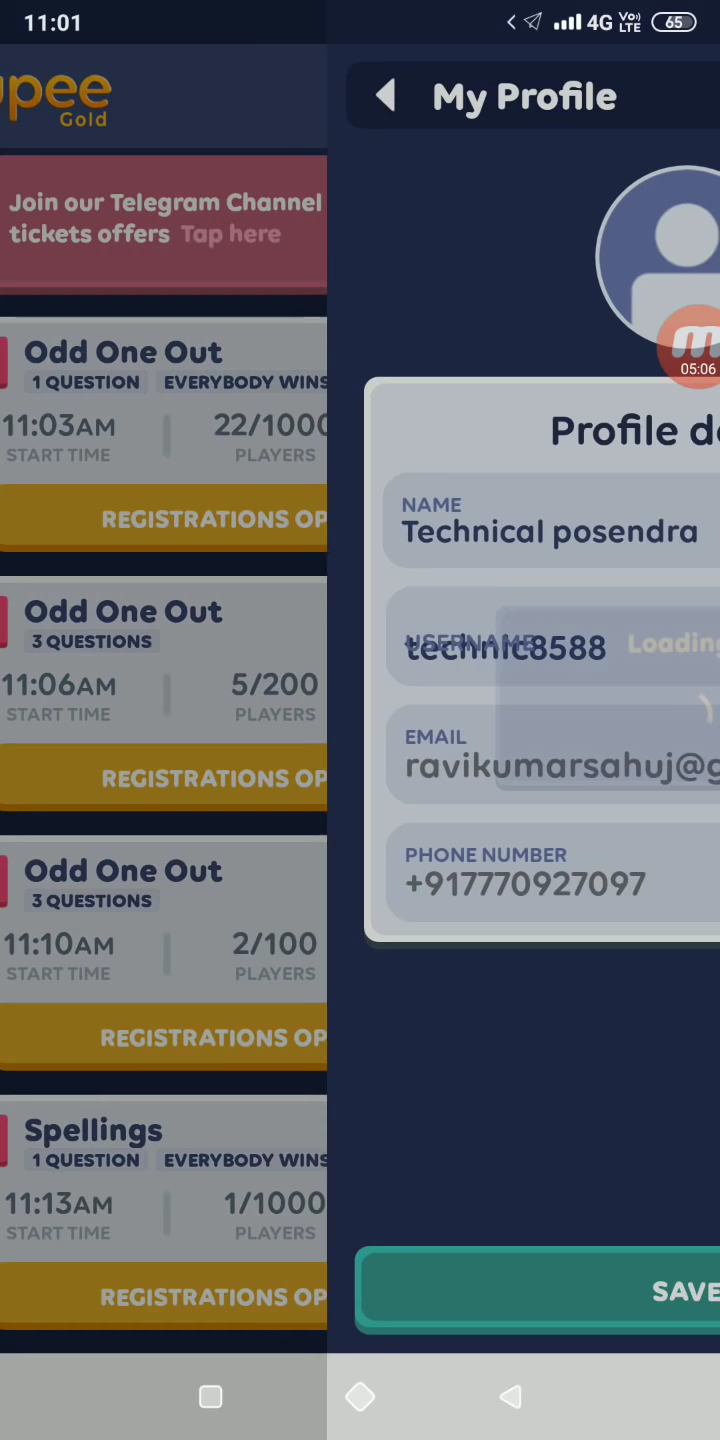 11:01
4G Vo)) LTE 65
upee
Gold
Join our Telegram Channel
tickets offers Tap here
Odd One Out
1 QUESTION EVERYBODY WINS
11:03AM 22/1000
START TIME PLAYERS
REGISTRATIONS OP
Odd One Out
3 QUESTIONS
11:06AM 5/200
START TIME PLAYERS
REGISTRATIONS OP
Odd One Out
3 QUESTIONS
11:10AM 2/100
START TIME PLAYERS
REGISTRATIONS OP
Spellings
1 QUESTION EVERYBODY WINS
11:13AM 1/1000
START TIME PLAYERS
REGISTRATIONS OP
My Profile
05:06
Profile de
NAME
Technical posendra
USERNAME
technic8588
Loading
EMAIL
ravikumarsahuj@g
PHONE NUMBER
+917770927097
SAVE